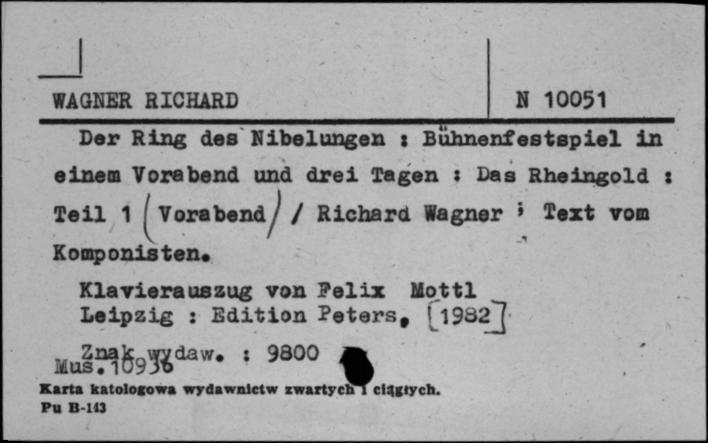 WAGNER RICHARD N 10051
Der Ring des Nibelungen : Bühnenfestspiel in
einem Vorabend und drei Tagen : Das Rheingold :
Teil 1 (Vorabend) / Richard Wagner ; Text vom
Komponisten.
Klavierauszug von Felix Mottl
Leipzig : Edition Peters, [1982]
Znak wydaw. : 9800
Mus. 10936
Karta katologowa wydawnictw zwartych i ciągłych.
Pu B-143